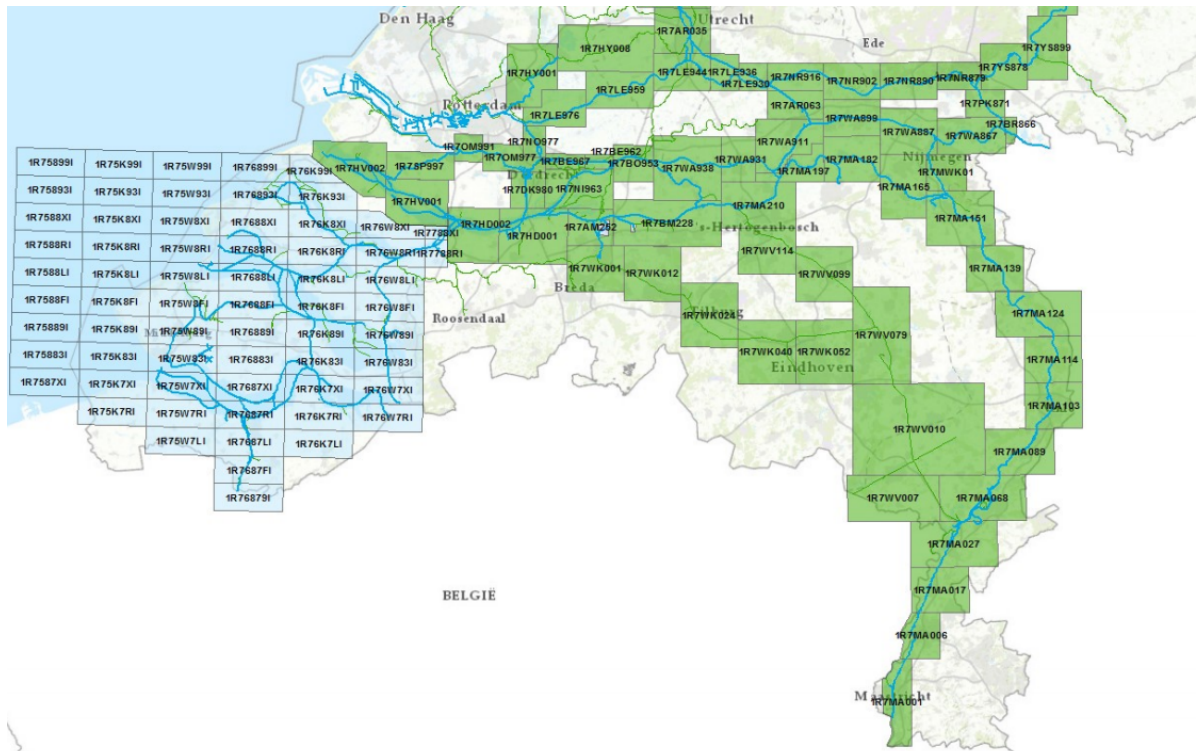 Den Haag
Utrecht
1R7AR035
Ede
1R7YS899
1R7HY008
1R7HY001
1R7LE944
1R7LE936
1R7LE930
1R7NR916
1R7NR902
1R7NR890
1R7NR879
1R7YS878
1R7LE959
Rotterdam
1R7LE976
1R7AR063
1R7PK871
1R7WA899
1R7BR866
1R7WA887
1R7WA867
1R7NO977
1R7OM991
1R7OM977
1R7WA911
1R7BE962
1R7BE967
1R7BO953
1R7WA938
1R7WA931
1R7MA182
Nijmegen
1R7MWK01
1R7MA197
1R7HV002
1R7SP997
Dordrecht
1R7DK980
1R7NI963
1R7MA165
1R7HV001
1R7MA210
1R7MA151
1R7HD002
1R7HD001
1R7AM252
1R7BM228
's-Hertogenbosch
1R7WV114
1R7MA139
1R7WK001
1R7WK012
1R7WV099
Breda
1R7WK024
1R7MA124
Roosendaal
1R7WV079
1R7WK040
1R7WK052
Eindhoven
1R7MA114
1R7MA103
1R7WV010
1R7MA089
1R7WV007
1R7MA068
1R7MA027
1R7MA017
1R7MA006
Maastricht
1R7MA001
BELGIË
1R75899I 1R75K99I 1R75W99I 1R76899I 1R76K99I
1R75893I 1R75K93I 1R75W93I 1R76893I 1R76K93I
1R7588XI 1R75K8XI 1R75W8XI 1R7688XI 1R76K8XI 1R76W8XI 1R7788XI
1R7588RI 1R75K8RI 1R75W8RI 1R7688RI 1R76K8RI 1R76W8RI 1R7788RI
1R7588LI 1R75K8LI 1R75W8LI 1R7688LI 1R76K8LI 1R76W8LI
1R7588FI 1R75K8FI 1R75W8FI 1R7688FI 1R76K8FI 1R76W8FI
1R75889I 1R75K89I 1R75W89I 1R76889I 1R76K89I 1R76W89I
1R75883I 1R75K83I 1R75W83I 1R76883I 1R76K83I 1R76W83I
1R7587XI 1R75K7XI 1R75W7XI 1R7687XI 1R76K7XI 1R76W7XI
1R75K7RI 1R75W7RI 1R7687RI 1R76K7RI 1R76W7RI
1R75W7LI 1R7687LI 1R76K7LI
1R7687FI
1R76879I